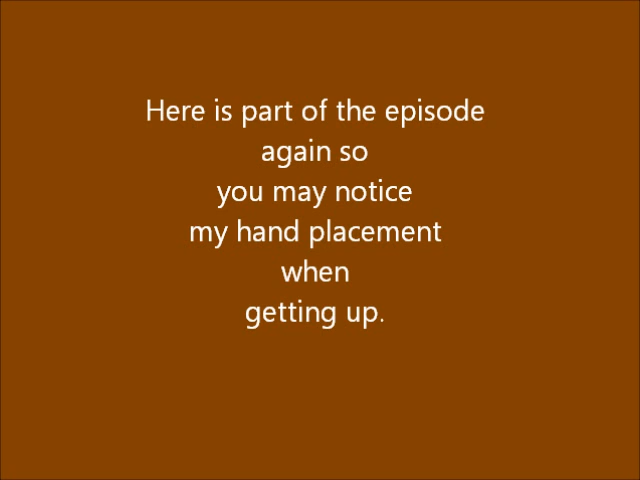 Here is part of the episode
again so
you may notice
my hand placement
when
getting up.